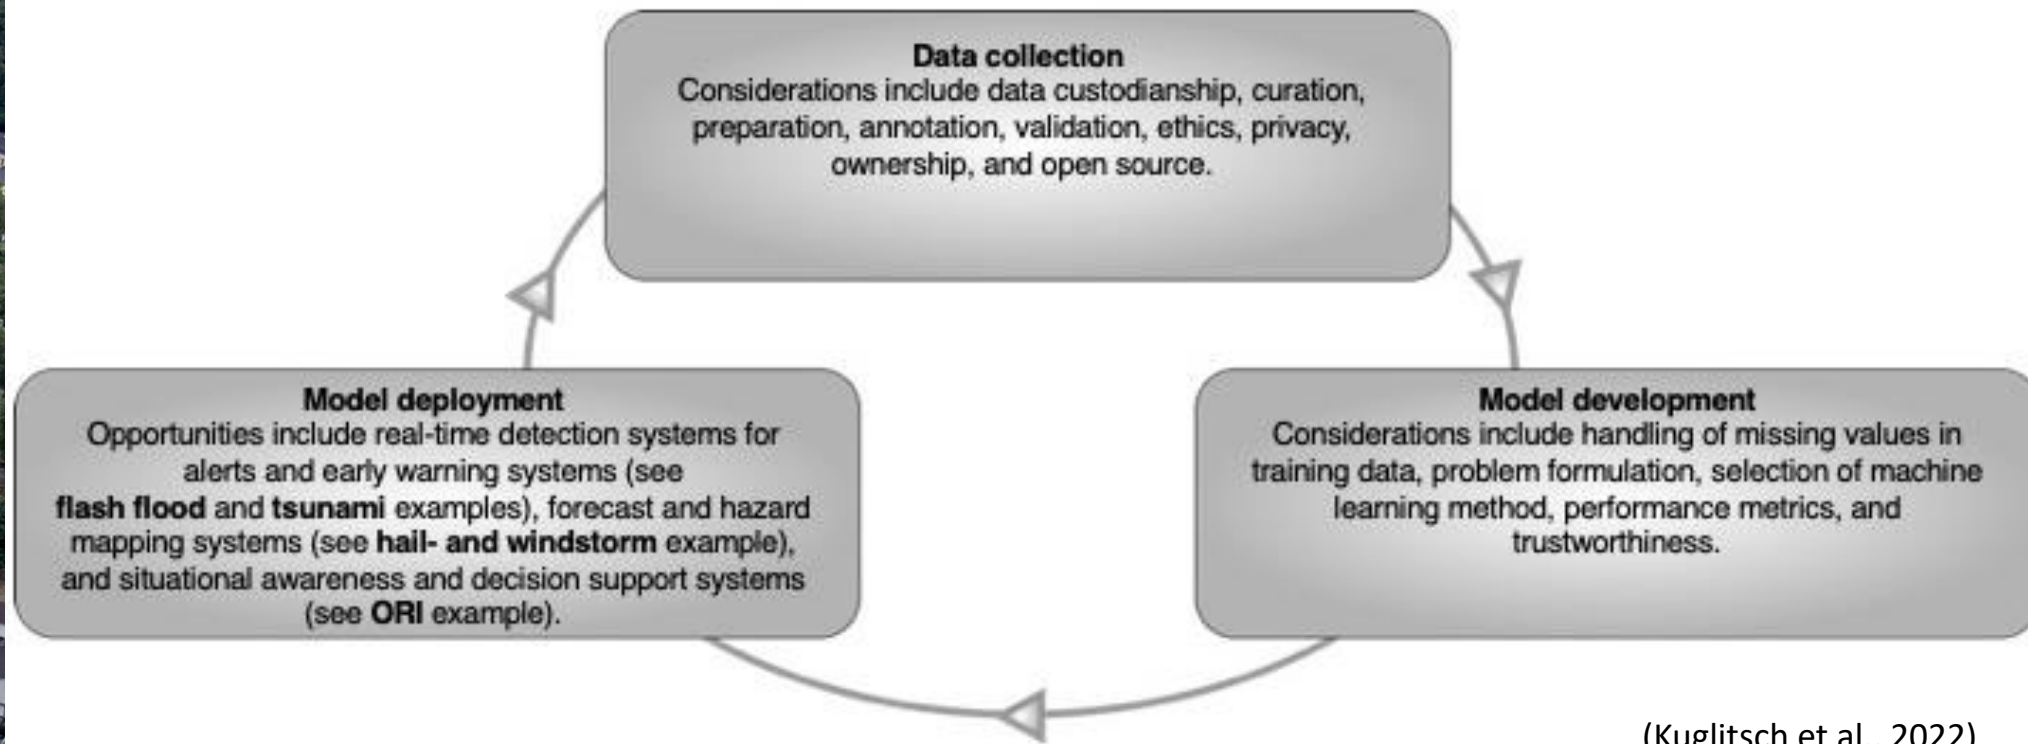 Data collection
Considerations include data custodianship, curation,
preparation, annotation, validation, ethics, privacy,
ownership, and open source.
Model deployment
Opportunities include real-time detection systems for
alerts and early warning systems (see
flash flood and tsunami examples), forecast and hazard
mapping systems (see hail- and windstorm example),
and situational awareness and decision support systems
(see ORI example).
Model development
Considerations include handling of missing values in
training data, problem formulation, selection of machine
learning method, performance metrics, and
trustworthiness.
(Kuglitsch et al., 2022)